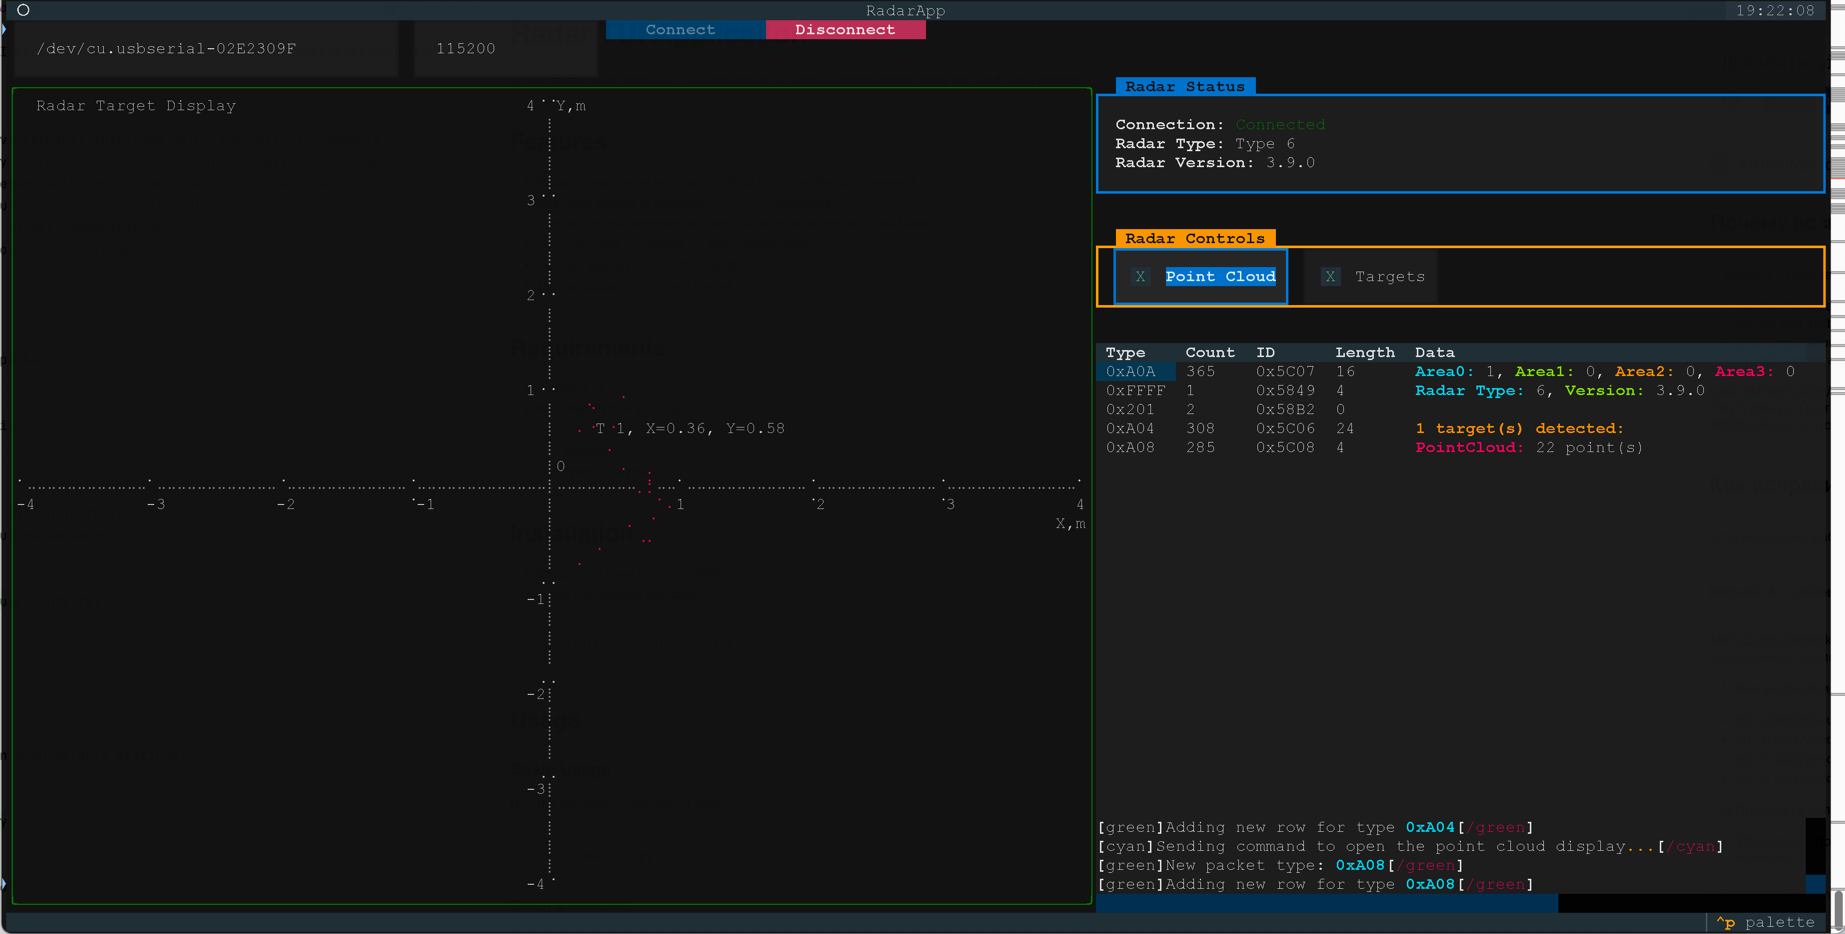 RadarApp
19:22:08
/dev/cu.usbserial-02E2309F
115200
Connect
Disconnect
Radar Target Display
4
Y,m
3
2
1
T 1, X=0.36, Y=0.58
0
-4 -3 -2 -1 1 2 3 4
X,m
-1
-2
-3
-4
Radar Status
Connection: Connected
Radar Type: Type 6
Radar Version: 3.9.0
Radar Controls
X Point Cloud
X Targets
Type Count ID Length Data
0xA0A 365 0x5C07 16 Area0: 1, Area1: 0, Area2: 0, Area3: 0
0xFFFF 1 0x5849 4 Radar Type: 6, Version: 3.9.0
0x201 2 0x58B2 0
0xA04 308 0x5C06 24 1 target(s) detected:
0xA08 285 0x5C08 4 PointCloud: 22 point(s)
[green]Adding new row for type 0xA04[/green]
[cyan]Sending command to open the point cloud display...[/cyan]
[green]New packet type: 0xA08[/green]
[green]Adding new row for type 0xA08[/green]
^p palette